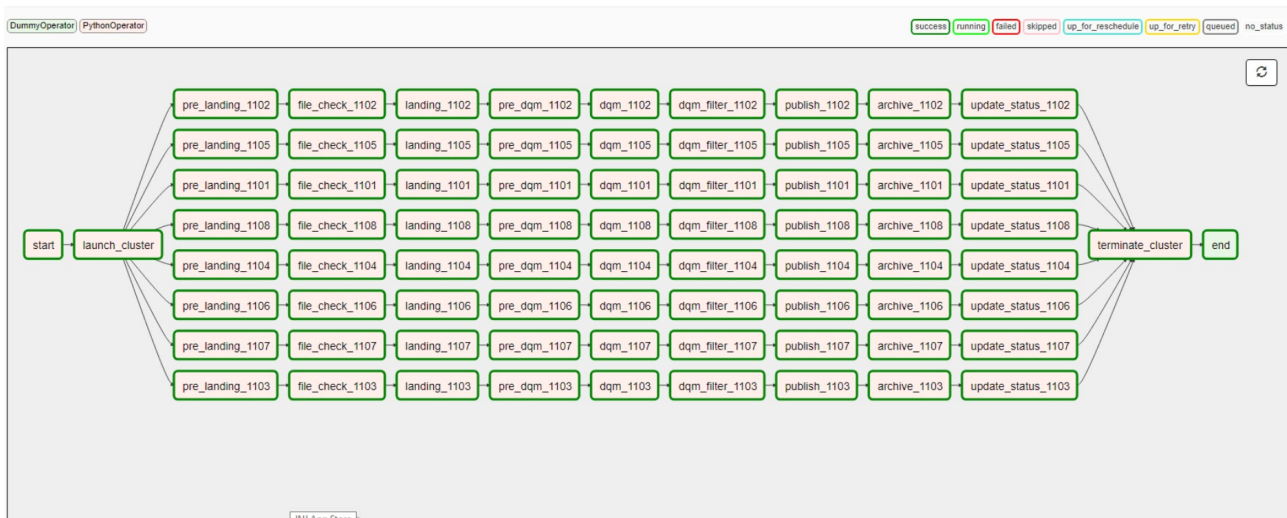 DummyOperator PythonOperator success running failed skipped up_for_reschedule up_for_retry queued no_status
pre_landing_1102 file_check_1102 landing_1102 pre_dqm_1102 dqm_1102 dqm_filter_1102 publish_1102 archive_1102 update_status_1102
pre_landing_1105 file_check_1105 landing_1105 pre_dqm_1105 dqm_1105 dqm_filter_1105 publish_1105 archive_1105 update_status_1105
pre_landing_1101 file_check_1101 landing_1101 pre_dqm_1101 dqm_1101 dqm_filter_1101 publish_1101 archive_1101 update_status_1101
pre_landing_1108 file_check_1108 landing_1108 pre_dqm_1108 dqm_1108 dqm_filter_1108 publish_1108 archive_1108 update_status_1108
start launch_cluster terminate_cluster end
pre_landing_1104 file_check_1104 landing_1104 pre_dqm_1104 dqm_1104 dqm_filter_1104 publish_1104 archive_1104 update_status_1104
pre_landing_1106 file_check_1106 landing_1106 pre_dqm_1106 dqm_1106 dqm_filter_1106 publish_1106 archive_1106 update_status_1106
pre_landing_1107 file_check_1107 landing_1107 pre_dqm_1107 dqm_1107 dqm_filter_1107 publish_1107 archive_1107 update_status_1107
pre_landing_1103 file_check_1103 landing_1103 pre_dqm_1103 dqm_1103 dqm_filter_1103 publish_1103 archive_1103 update_status_1103